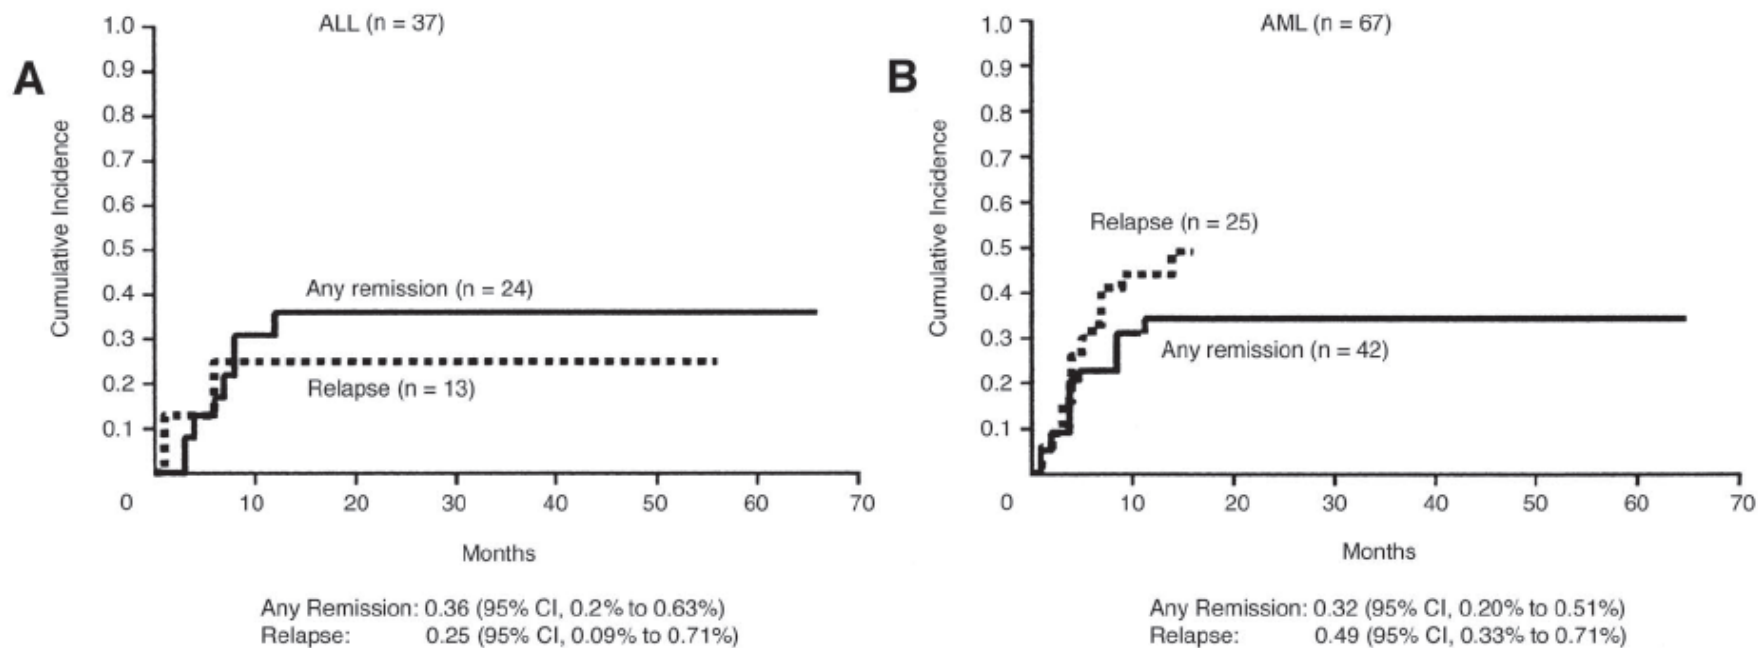 A
ALL (n = 37)
Cumulative Incidence
1.0
0.9
0.8
0.7
0.6
0.5
0.4
0.3
0.2
0.1
Any remission (n = 24)
Relapse (n = 13)
0 10 20 30 40 50 60 70
Months
Any Remission: 0.36 (95% CI, 0.2% to 0.63%)
Relapse: 0.25 (95% CI, 0.09% to 0.71%)
B
AML (n = 67)
Cumulative Incidence
1.0
0.9
0.8
0.7
0.6
0.5
0.4
0.3
0.2
0.1
Relapse (n = 25)
Any remission (n = 42)
0 10 20 30 40 50 60 70
Months
Any Remission: 0.32 (95% CI, 0.20% to 0.51%)
Relapse: 0.49 (95% CI, 0.33% to 0.71%)